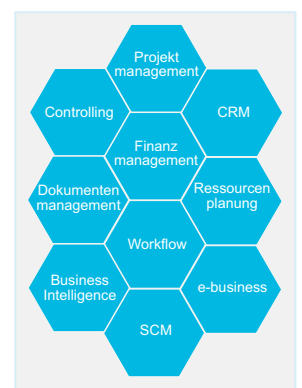 Projekt
management
Controlling
CRM
Finanz
management
Dokumenten
management
Ressourcen
planung
Workflow
Business
Intelligence
e-business
SCM